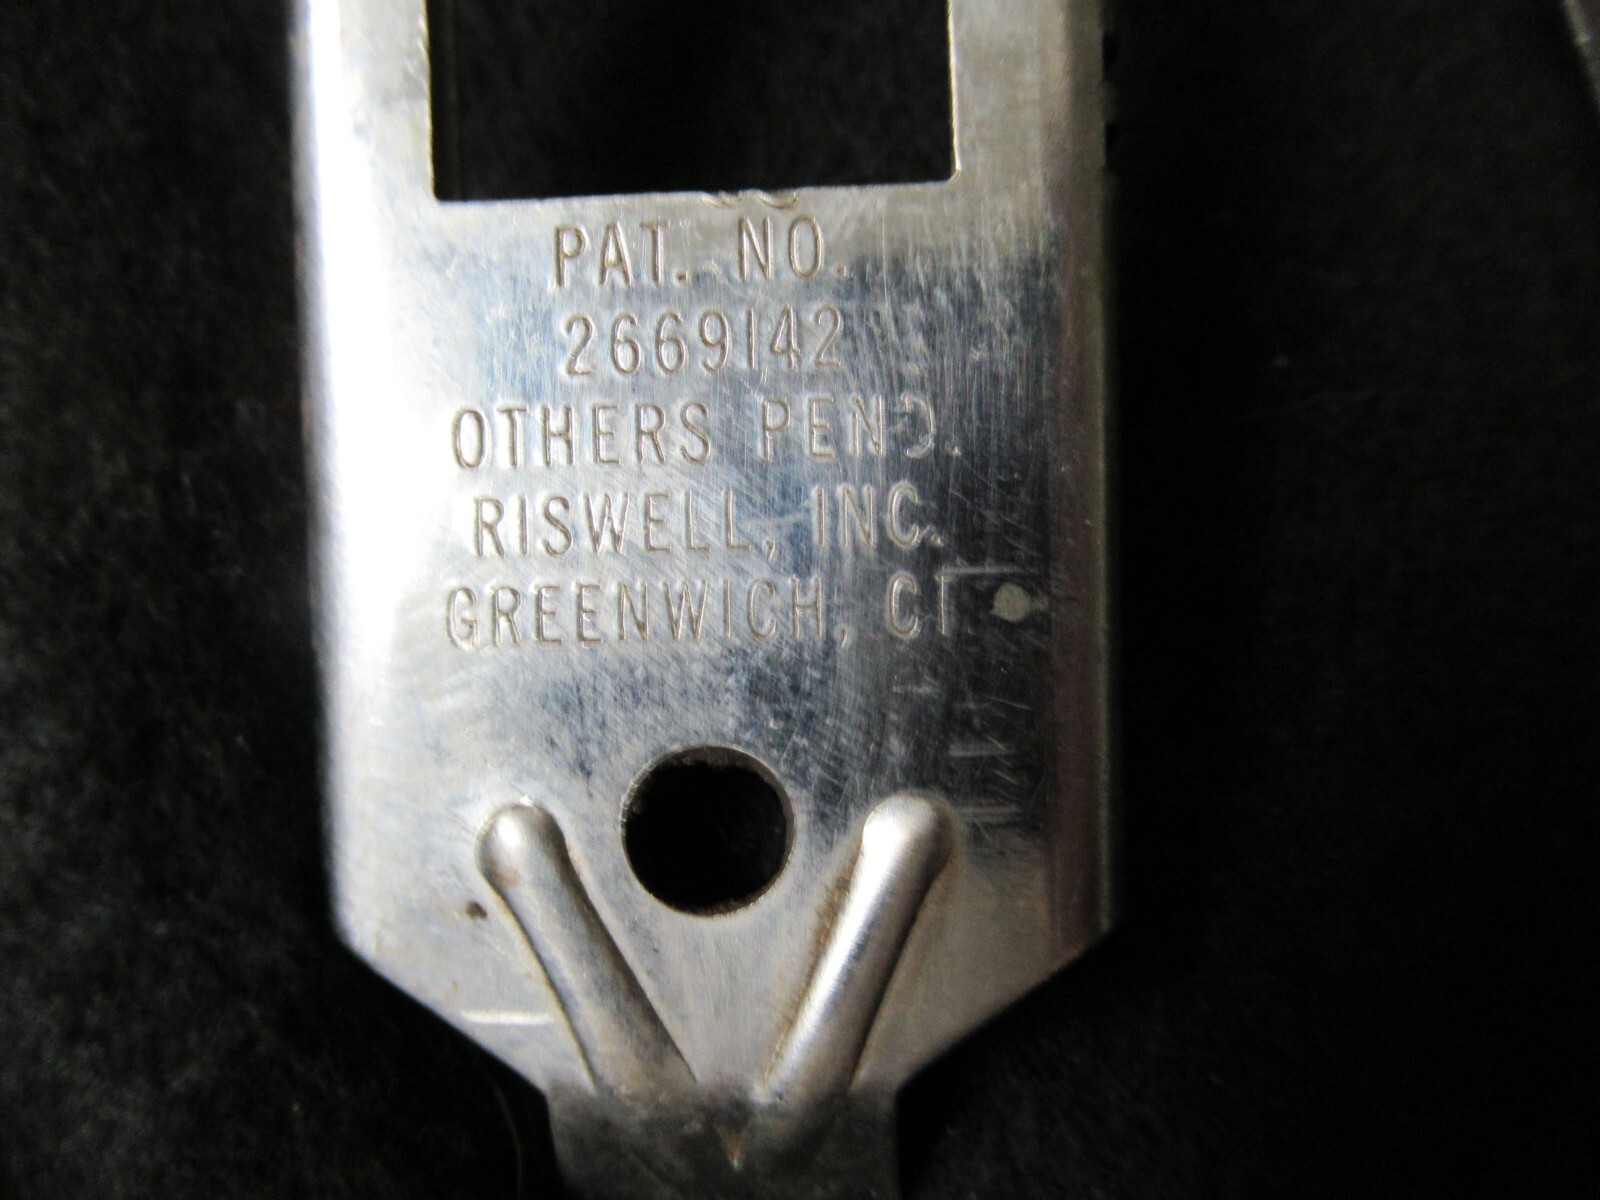 PAT. NO.
2669142
OTHERS PEND.
RISWELL, INC.
GREENWICH, CT